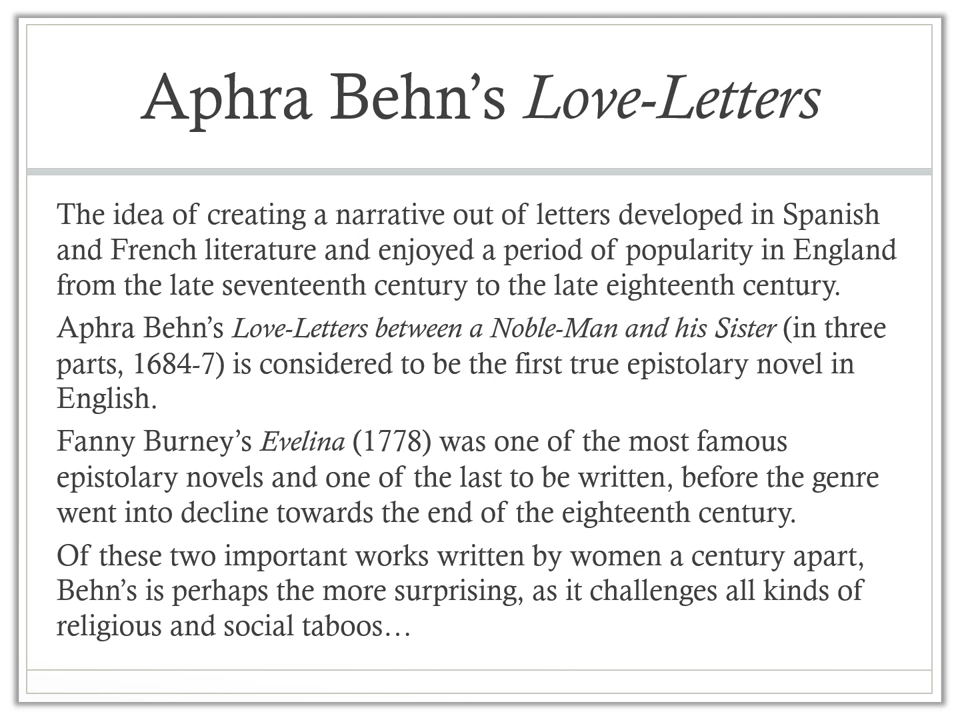 Aphra Behn’s Love-Letters
The idea of creating a narrative out of letters developed in Spanish
and French literature and enjoyed a period of popularity in England
from the late seventeenth century to the late eighteenth century.
Aphra Behn’s Love-Letters between a Noble-Man and his Sister (in three
parts, 1684-7) is considered to be the first true epistolary novel in
English.
Fanny Burney’s Evelina (1778) was one of the most famous
epistolary novels and one of the last to be written, before the genre
went into decline towards the end of the eighteenth century.
Of these two important works written by women a century apart,
Behn’s is perhaps the more surprising, as it challenges all kinds of
religious and social taboos…